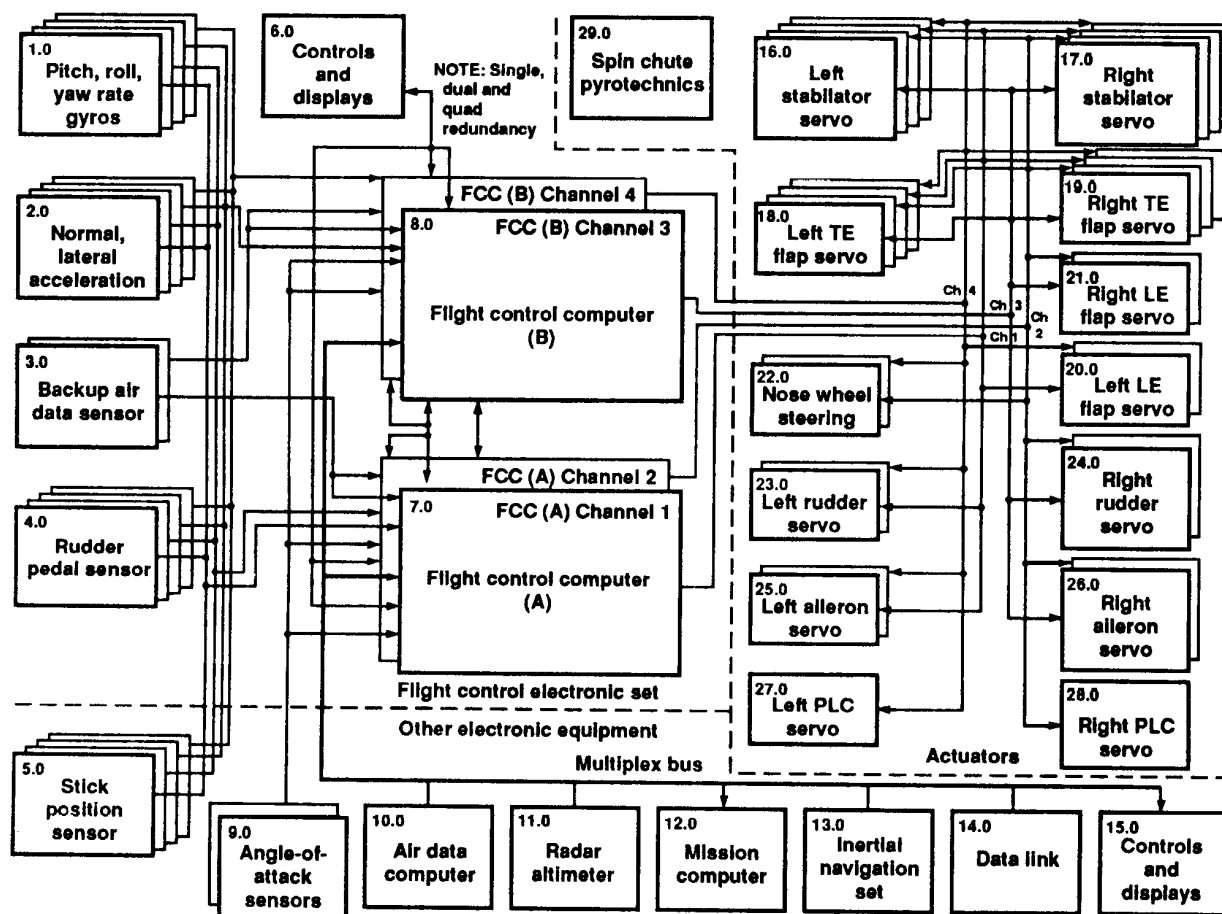 1.0
Pitch, roll,
yaw rate
gyros
2.0
Normal,
lateral
acceleration
3.0
Backup air
data sensor
4.0
Rudder
pedal sensor
5.0
Stick
position
sensor
6.0
Controls
and
displays
NOTE: Single,
dual and
quad
redundancy
29.0
Spin chute
pyrotechnics
FCC (B) Channel 4
8.0
FCC (B) Channel 3
Flight control computer
(B)
FCC (A) Channel 2
7.0
FCC (A) Channel 1
Flight control computer
(A)
Flight control electronic set
Other electronic equipment
Multiplex bus
16.0
Left
stabilator
servo
17.0
Right
stabilator
servo
18.0
Left TE
flap servo
19.0
Right TE
flap servo
21.0
Right LE
flap servo
Ch 4
Ch 3
Ch
2
Ch 1
20.0
Left LE
flap servo
22.0
Nose wheel
steering
23.0
Left rudder
servo
24.0
Right
rudder
servo
25.0
Left aileron
servo
26.0
Right
aileron
servo
27.0
Left PLC
servo
28.0
Right PLC
servo
Actuators
9.0
Angle-of-
attack
sensors
10.0
Air data
computer
11.0
Radar
altimeter
12.0
Mission
computer
13.0
Inertial
navigation
set
14.0
Data link
15.0
Controls
and
displays